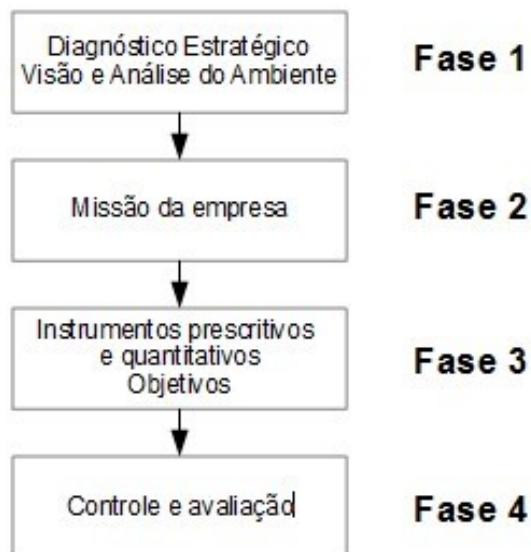 Diagnóstico Estratégico
Visão e Análise do Ambiente
Fase 1
Missão da empresa
Fase 2
Instrumentos prescritivos
e quantitativos
Objetivos
Fase 3
Controle e avaliação
Fase 4